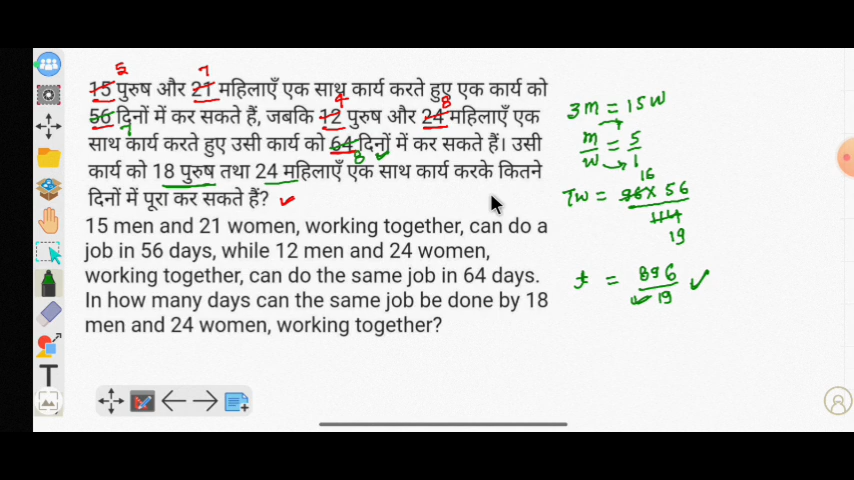 5 7
15 पुरुष और 21 महिलाएँ एक साथ कार्य करते हुए एक कार्य को
56 दिनों में कर सकते हैं, जबकि 12 पुरुष और 24 महिलाएँ एक
4 8
7
साथ कार्य करते हुए उसी कार्य को 64 दिनों में कर सकते हैं। उसी
8
कार्य को 18 पुरुष तथा 24 महिलाएँ एक साथ कार्य करके कितने
दिनों में पूरा कर सकते है?
15 men and 21 women, working together, can do a
job in 56 days, while 12 men and 24 women,
working together, can do the same job in 64 days.
In how many days can the same job be done by 18
men and 24 women, working together?
3m = 15W
m/w = 5/1
16
TW = 96 x 56
114
19
t = 896/19
T